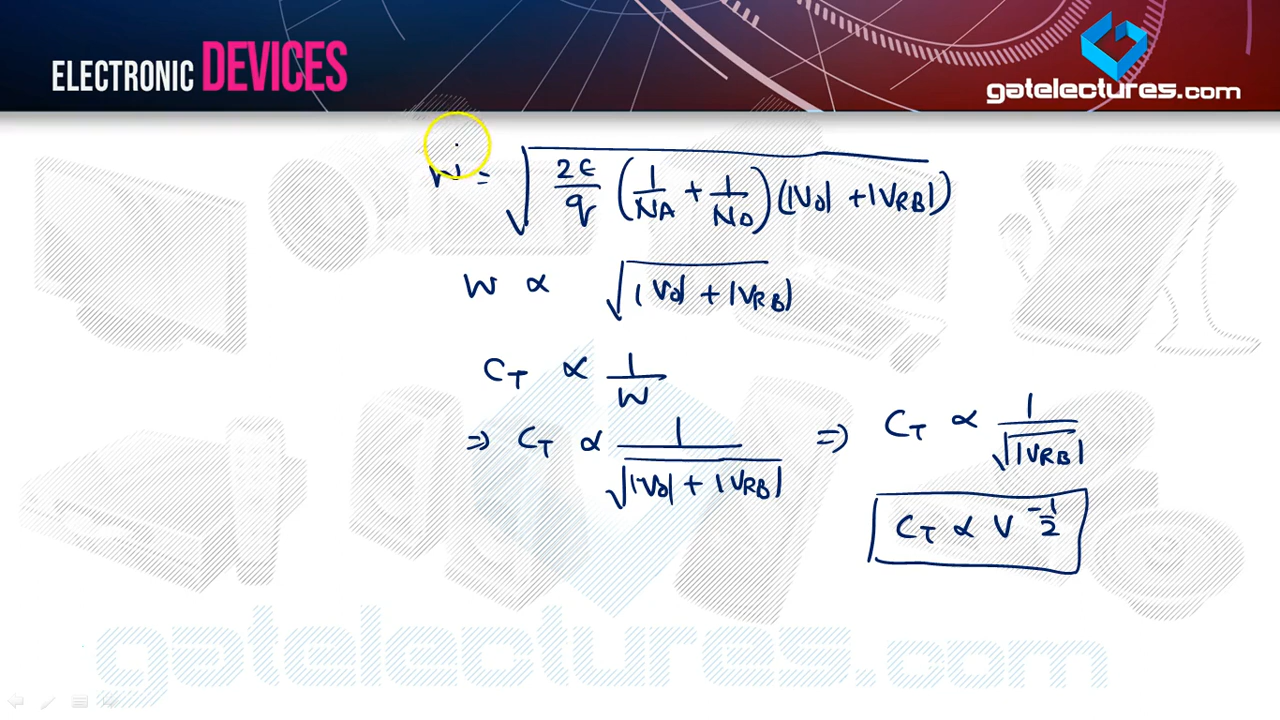 ELECTRONIC DEVICES
gatelectures.com
W = √(2ϵ/q (1/NA + 1/ND) (|V0| + |VRB|))
W ∝ √(|V0| + |VRB|)
CT ∝ 1/W
⇒ CT ∝ 1/√(|V0| + |VRB|) ⇒ CT ∝ 1/√|VRB|
CT ∝ V^(-1/2)
gatelectures.com